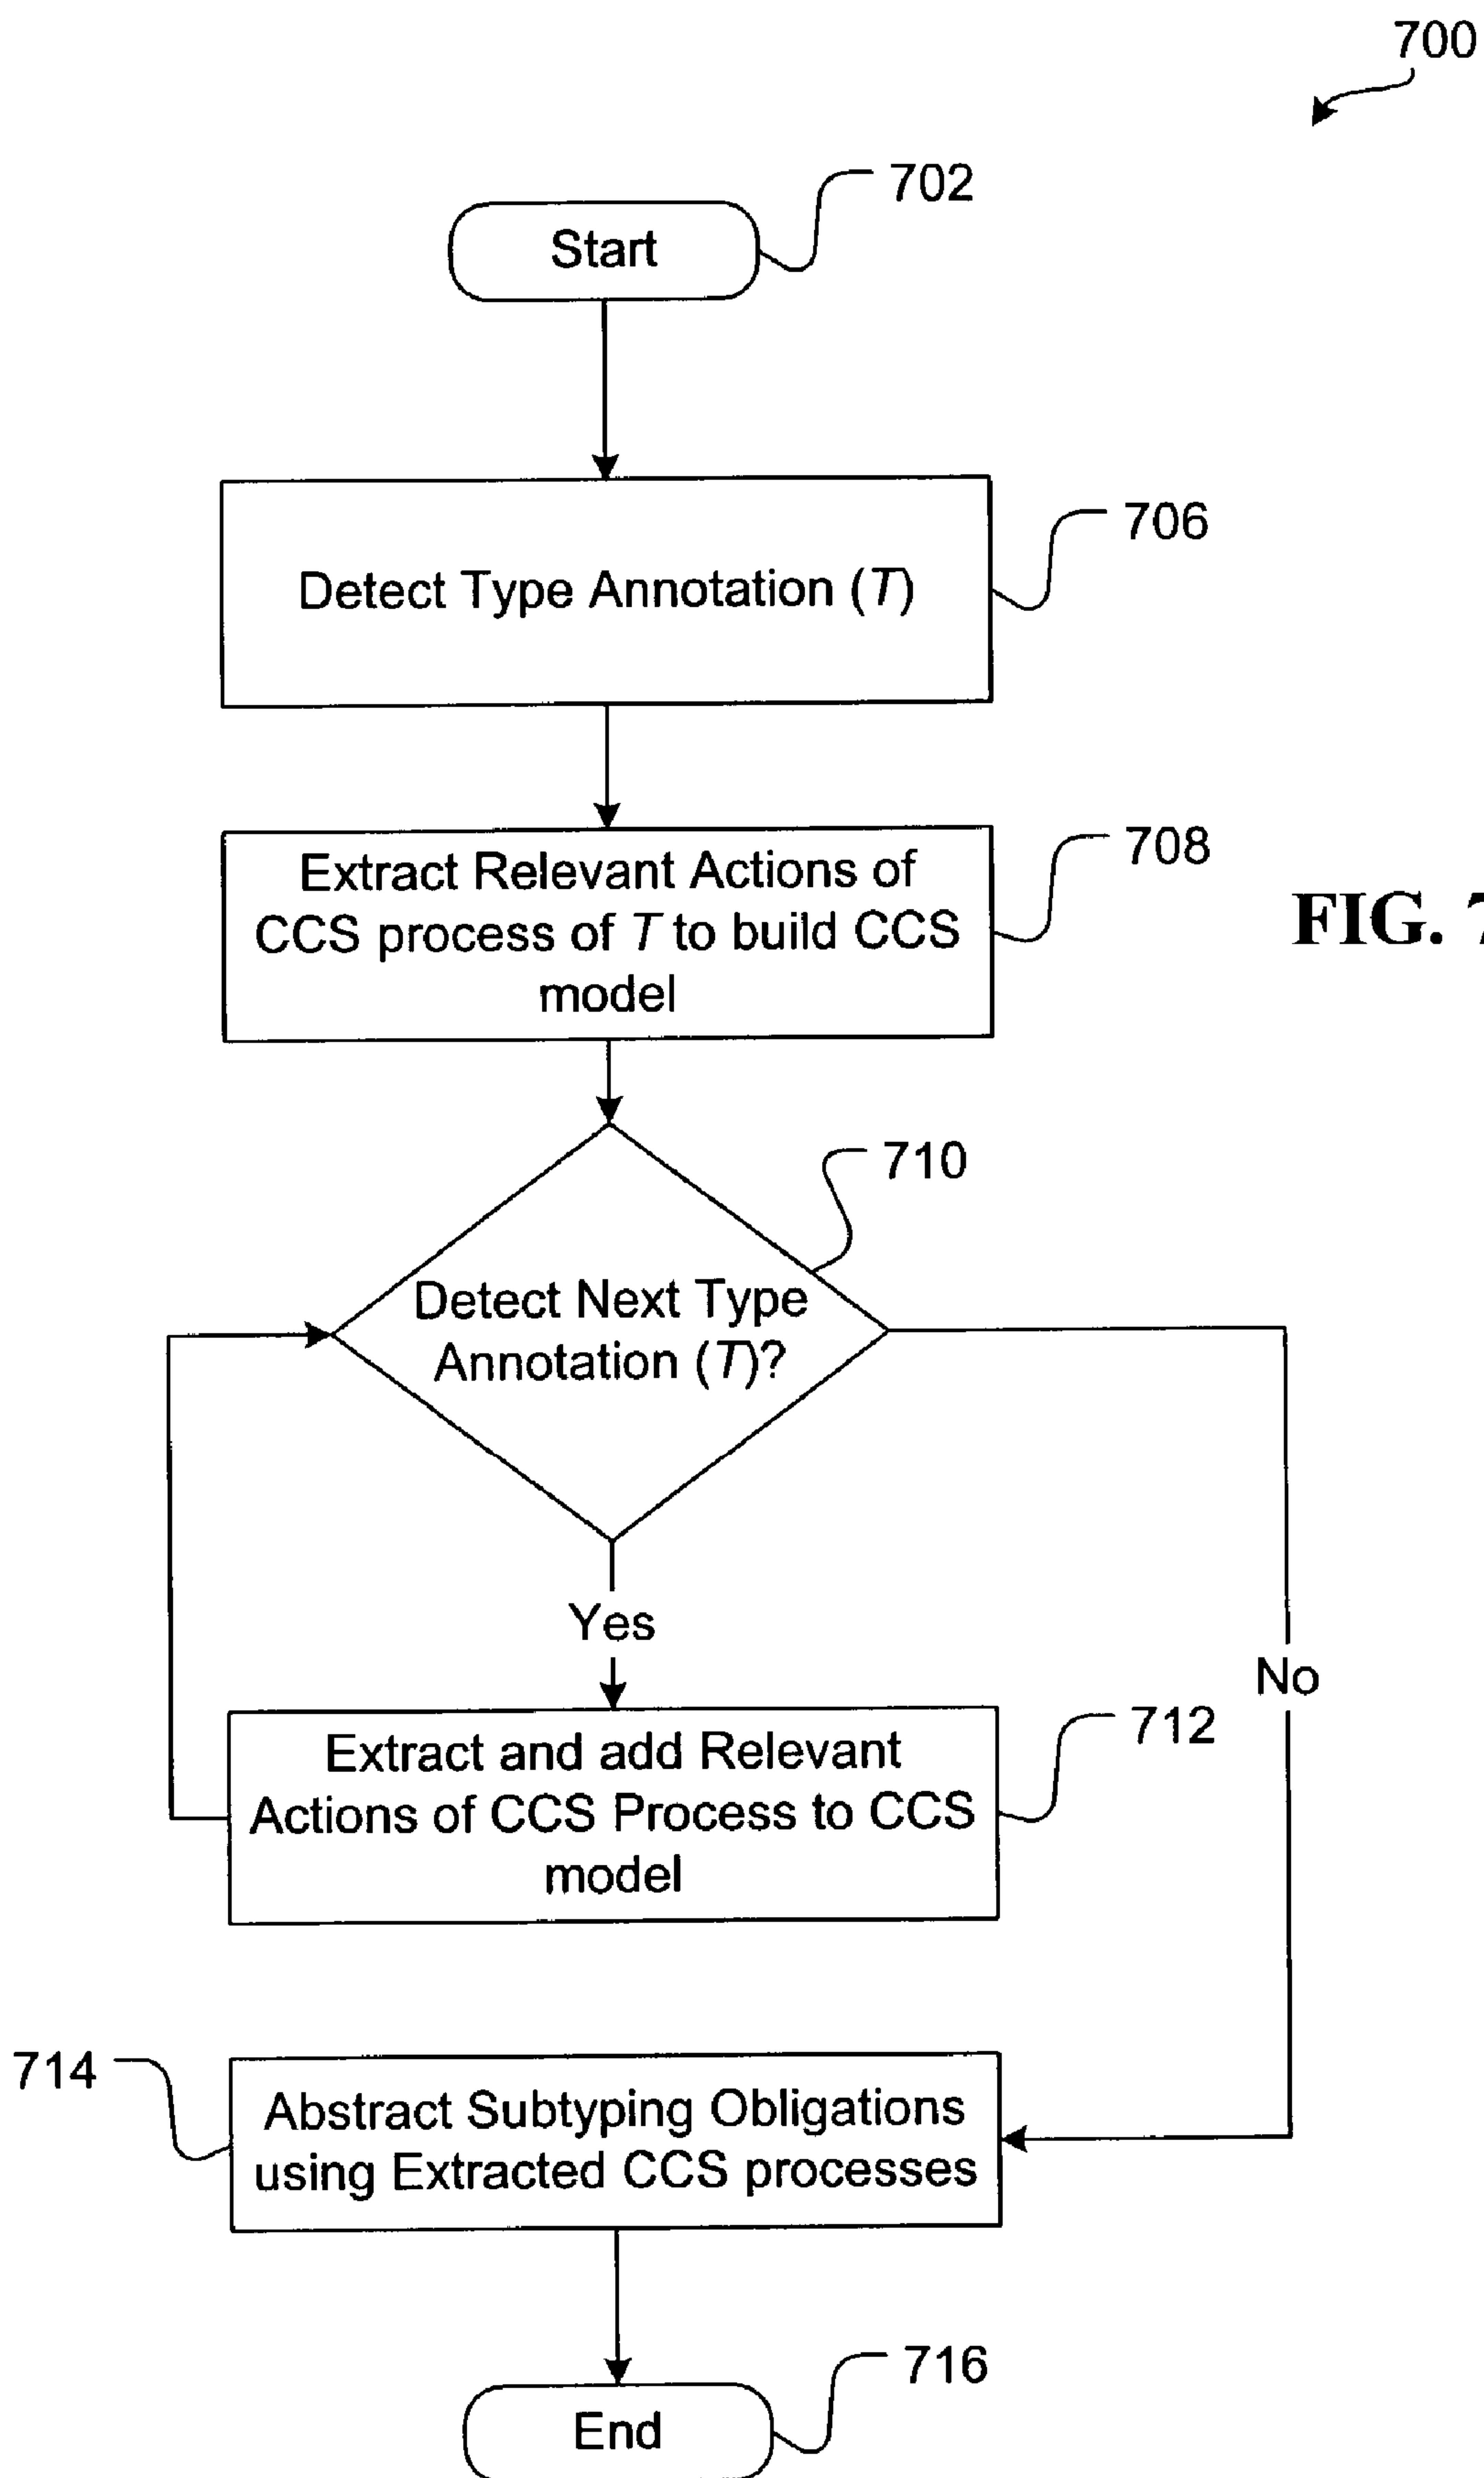 700
702
Start
706
Detect Type Annotation (T)
708
Extract Relevant Actions of
CCS process of T to build CCS
model
FIG. 7
710
Detect Next Type
Annotation (T)?
Yes
No
712
Extract and add Relevant
Actions of CCS Process to CCS
model
714
Abstract Subtyping Obligations
using Extracted CCS processes
716
End